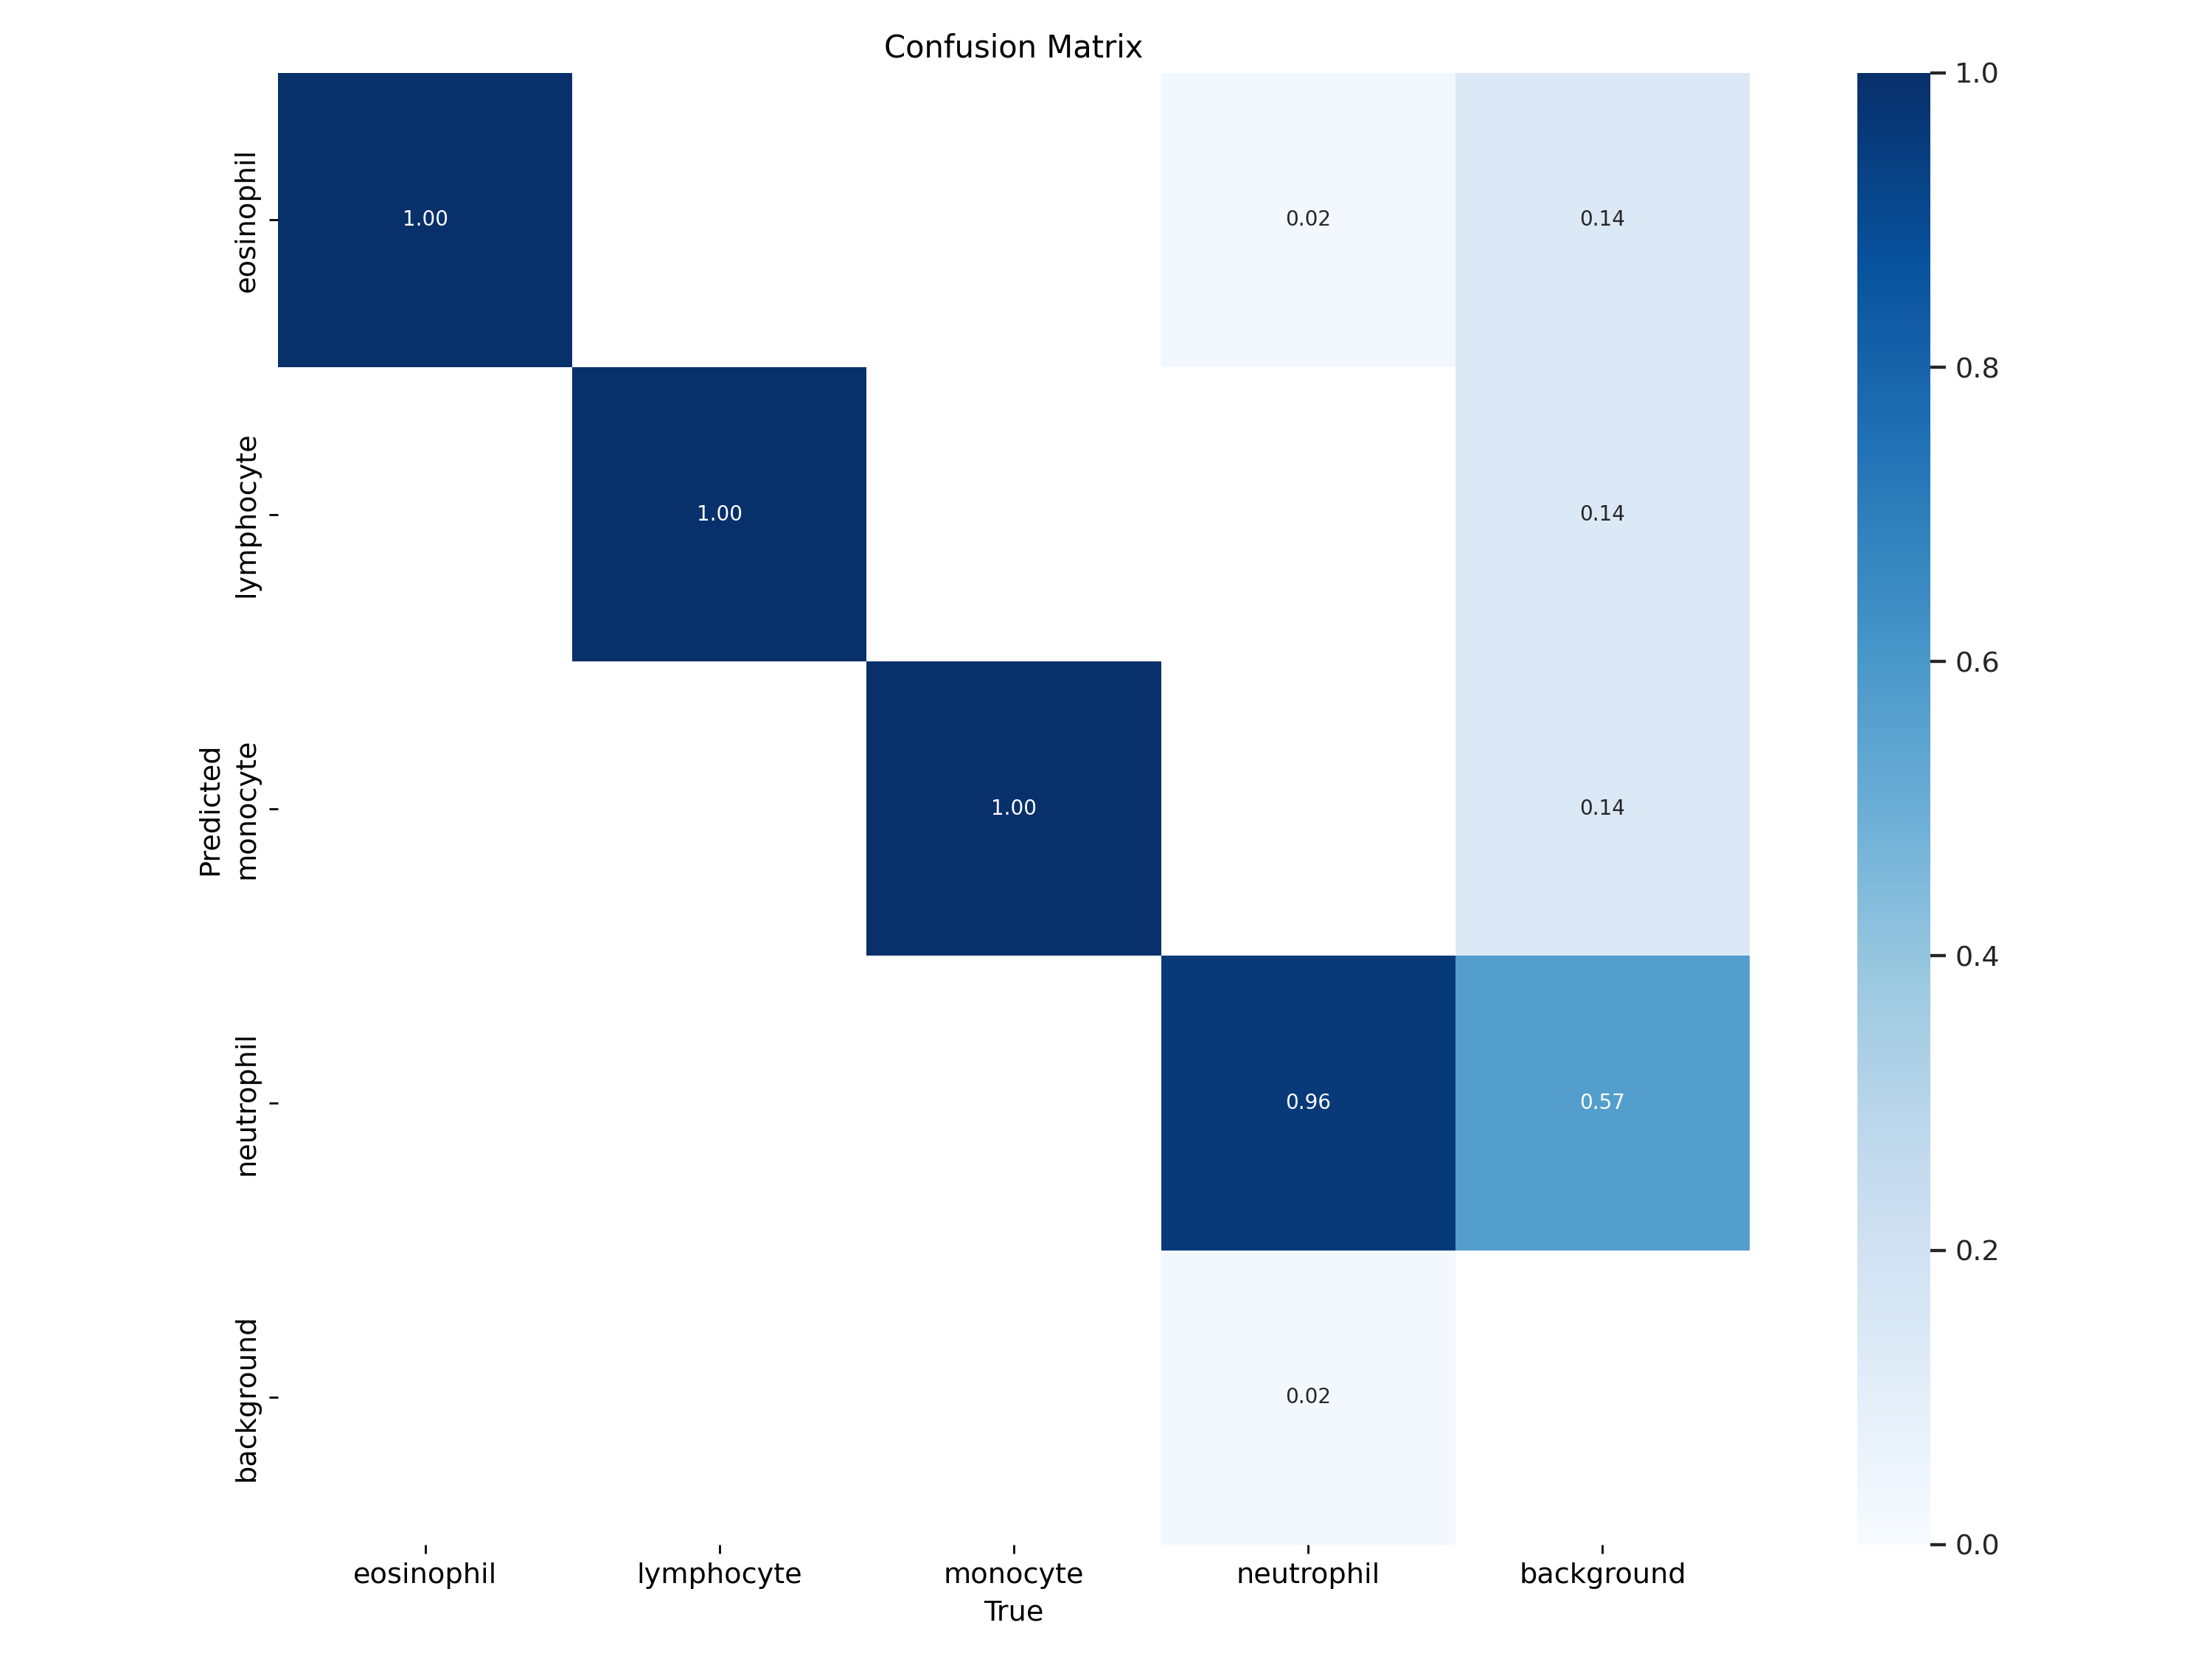 Confusion Matrix
eosinophil
1.00
0.02
0.14
lymphocyte
1.00
0.14
Predicted
monocyte
1.00
0.14
neutrophil
0.96
0.57
background
0.02
eosinophil lymphocyte monocyte neutrophil background
True
1.0
0.8
0.6
0.4
0.2
0.0